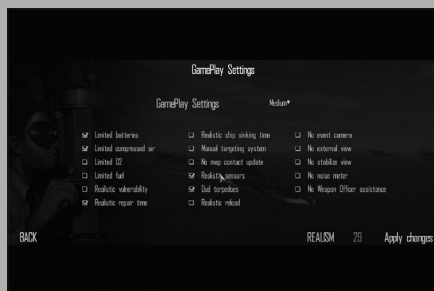 GamePlay Settings
GamePlay Settings Medium
Limited batteries
Limited compressed air
Limited O2
Limited fuel
Realistic vulnerability
Realistic repair time
Realistic ship sinking time
Manual targeting system
No map contact update
Realistic sensors
Dud torpedoes
Realistic reload
No event camera
No external view
No stabilize view
No noise meter
No Weapon Officer assistance
BACK REALISM 29 Apply changes